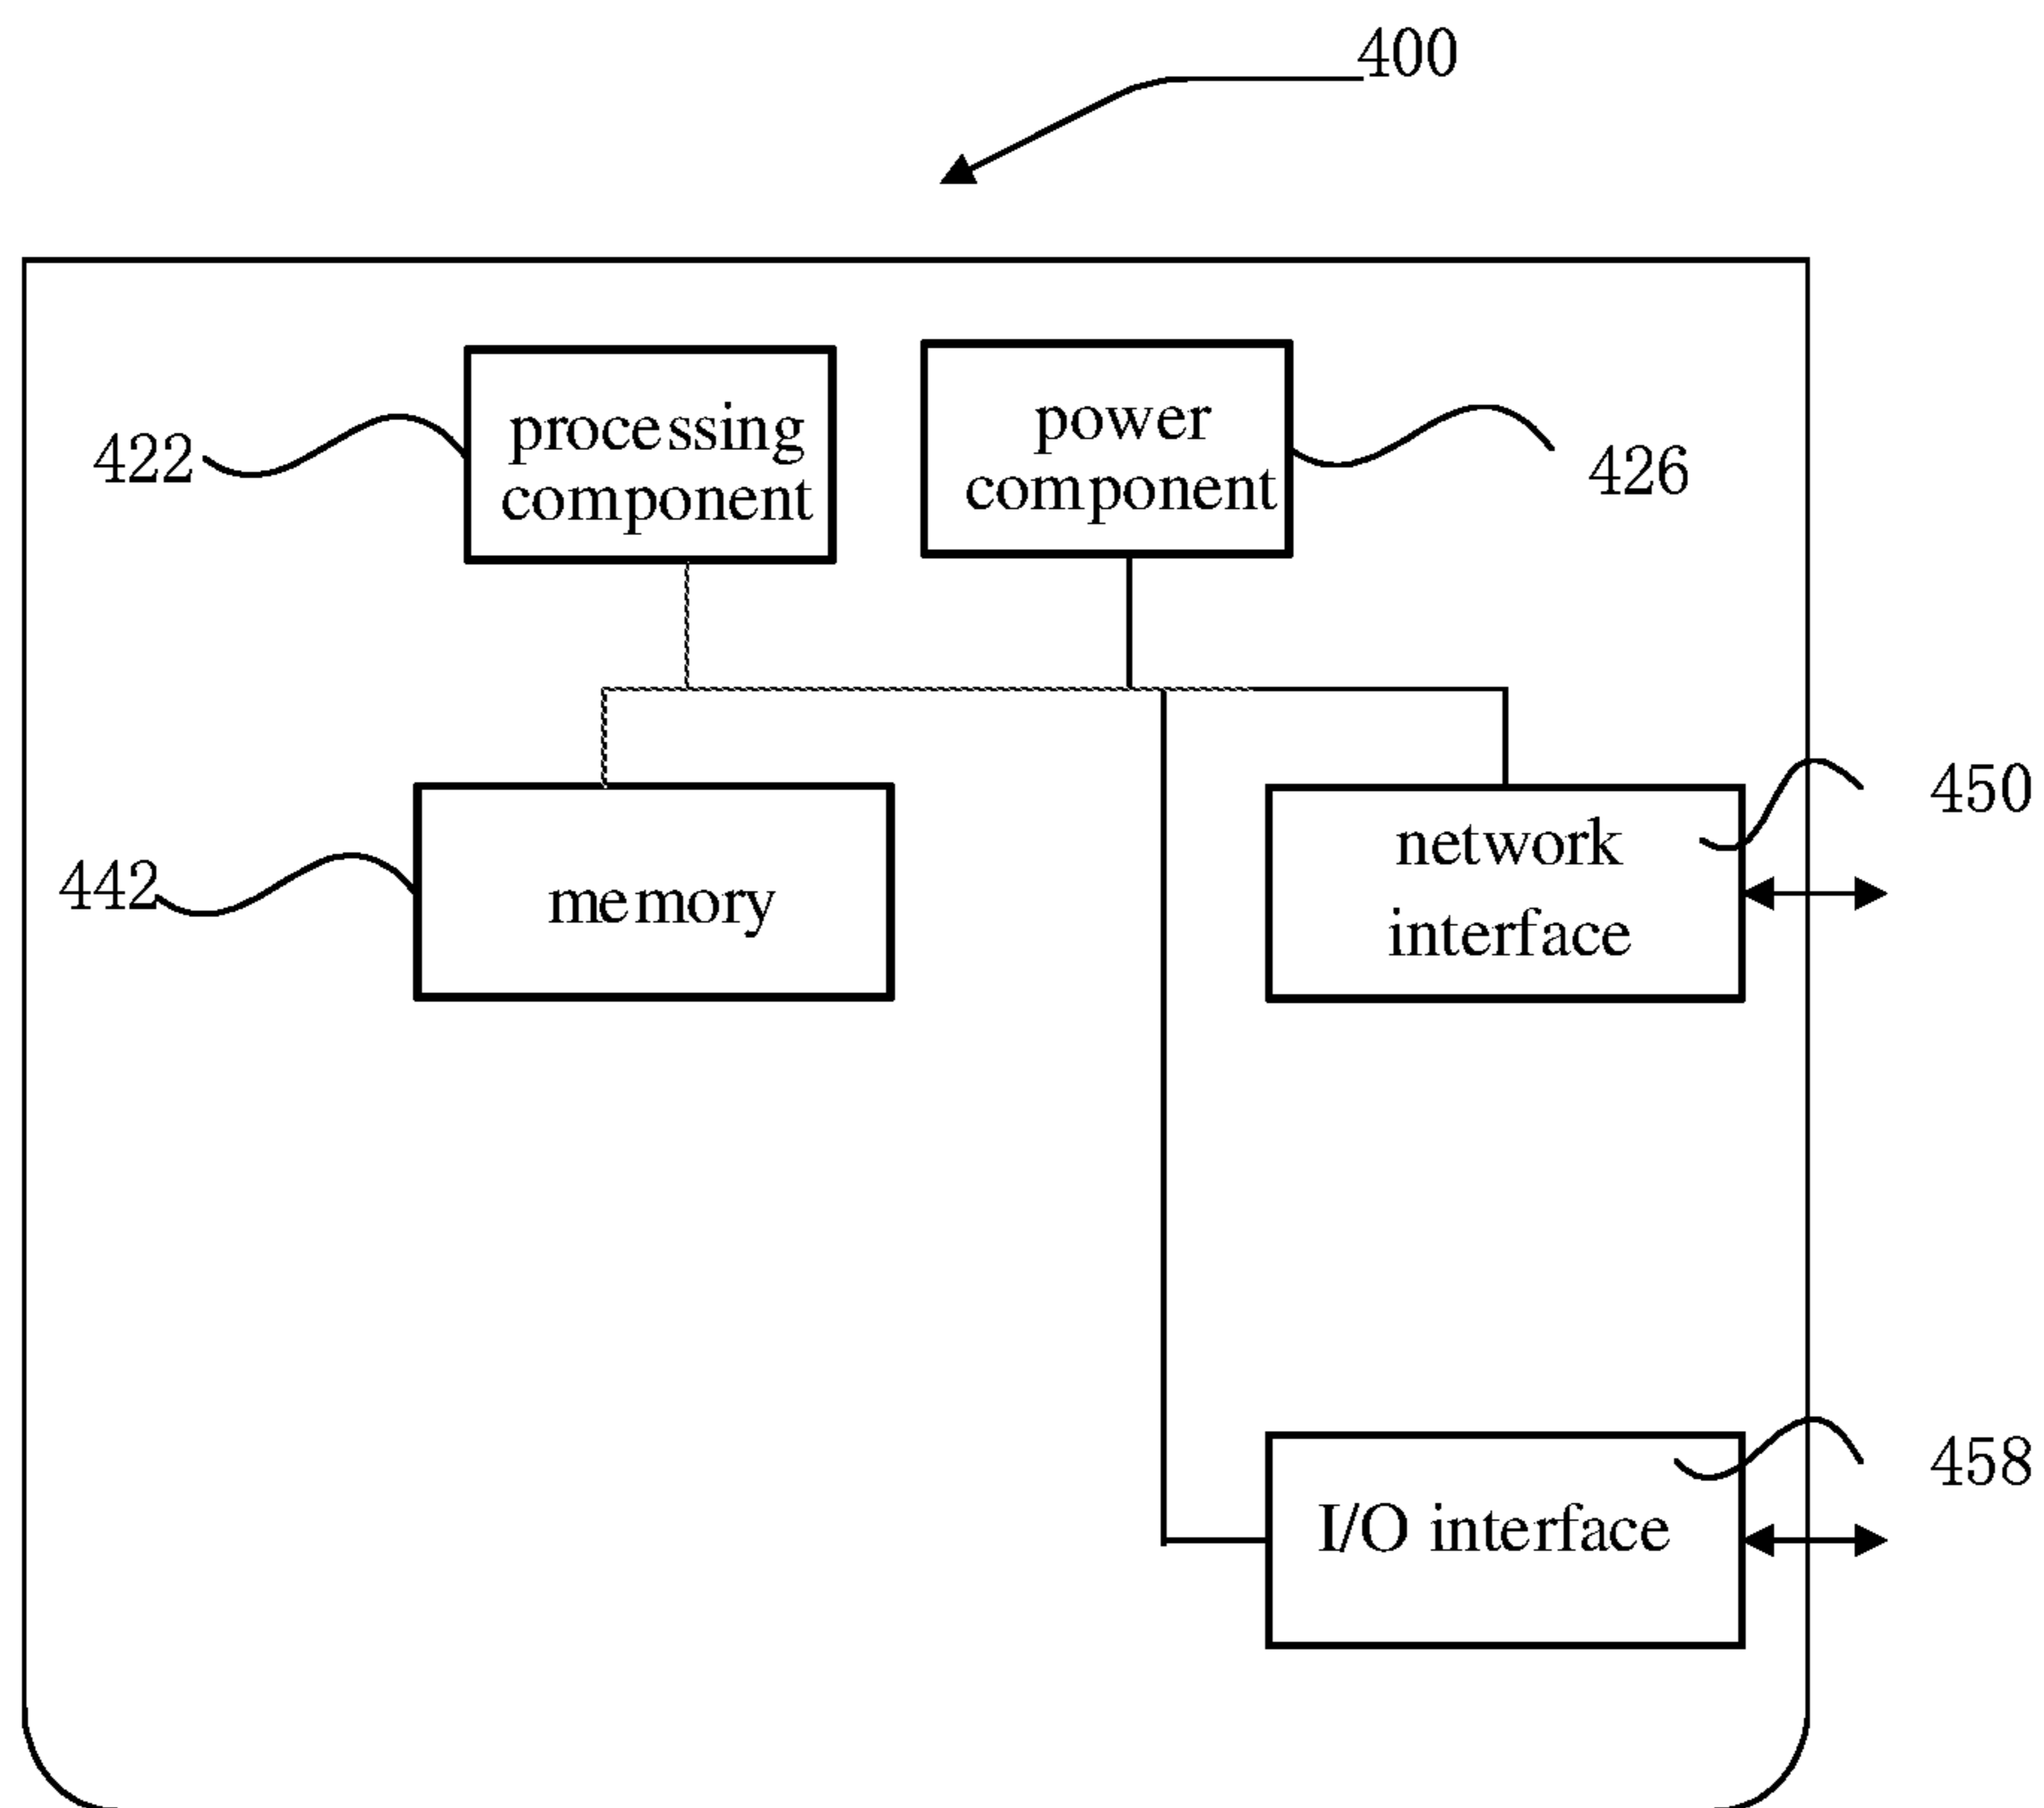 400
processing
component
power
component
422
426
442
memory
network
interface
450
I/O interface
458